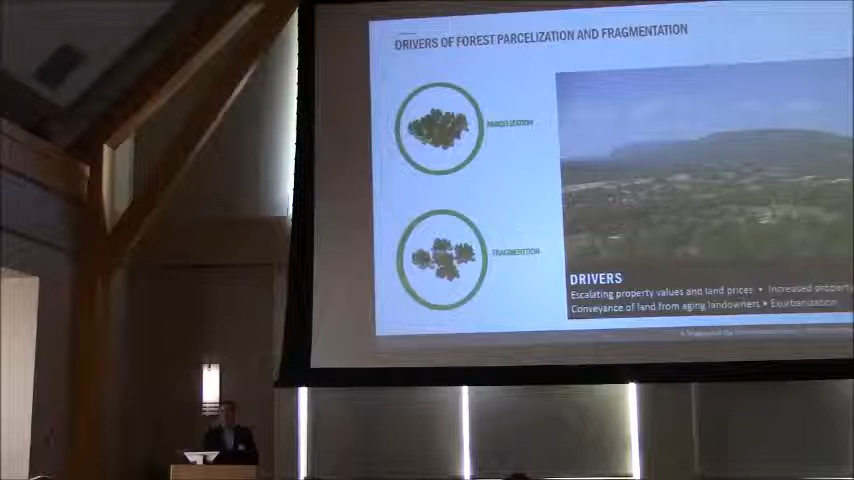 DRIVERS OF FOREST PARCELIZATION AND FRAGMENTATION
PARCELIZATION
FRAGMENTITION
DRIVERS
Escalating property values and land prices • Increased property
Conveyance of land from aging landowners • Exurbanization